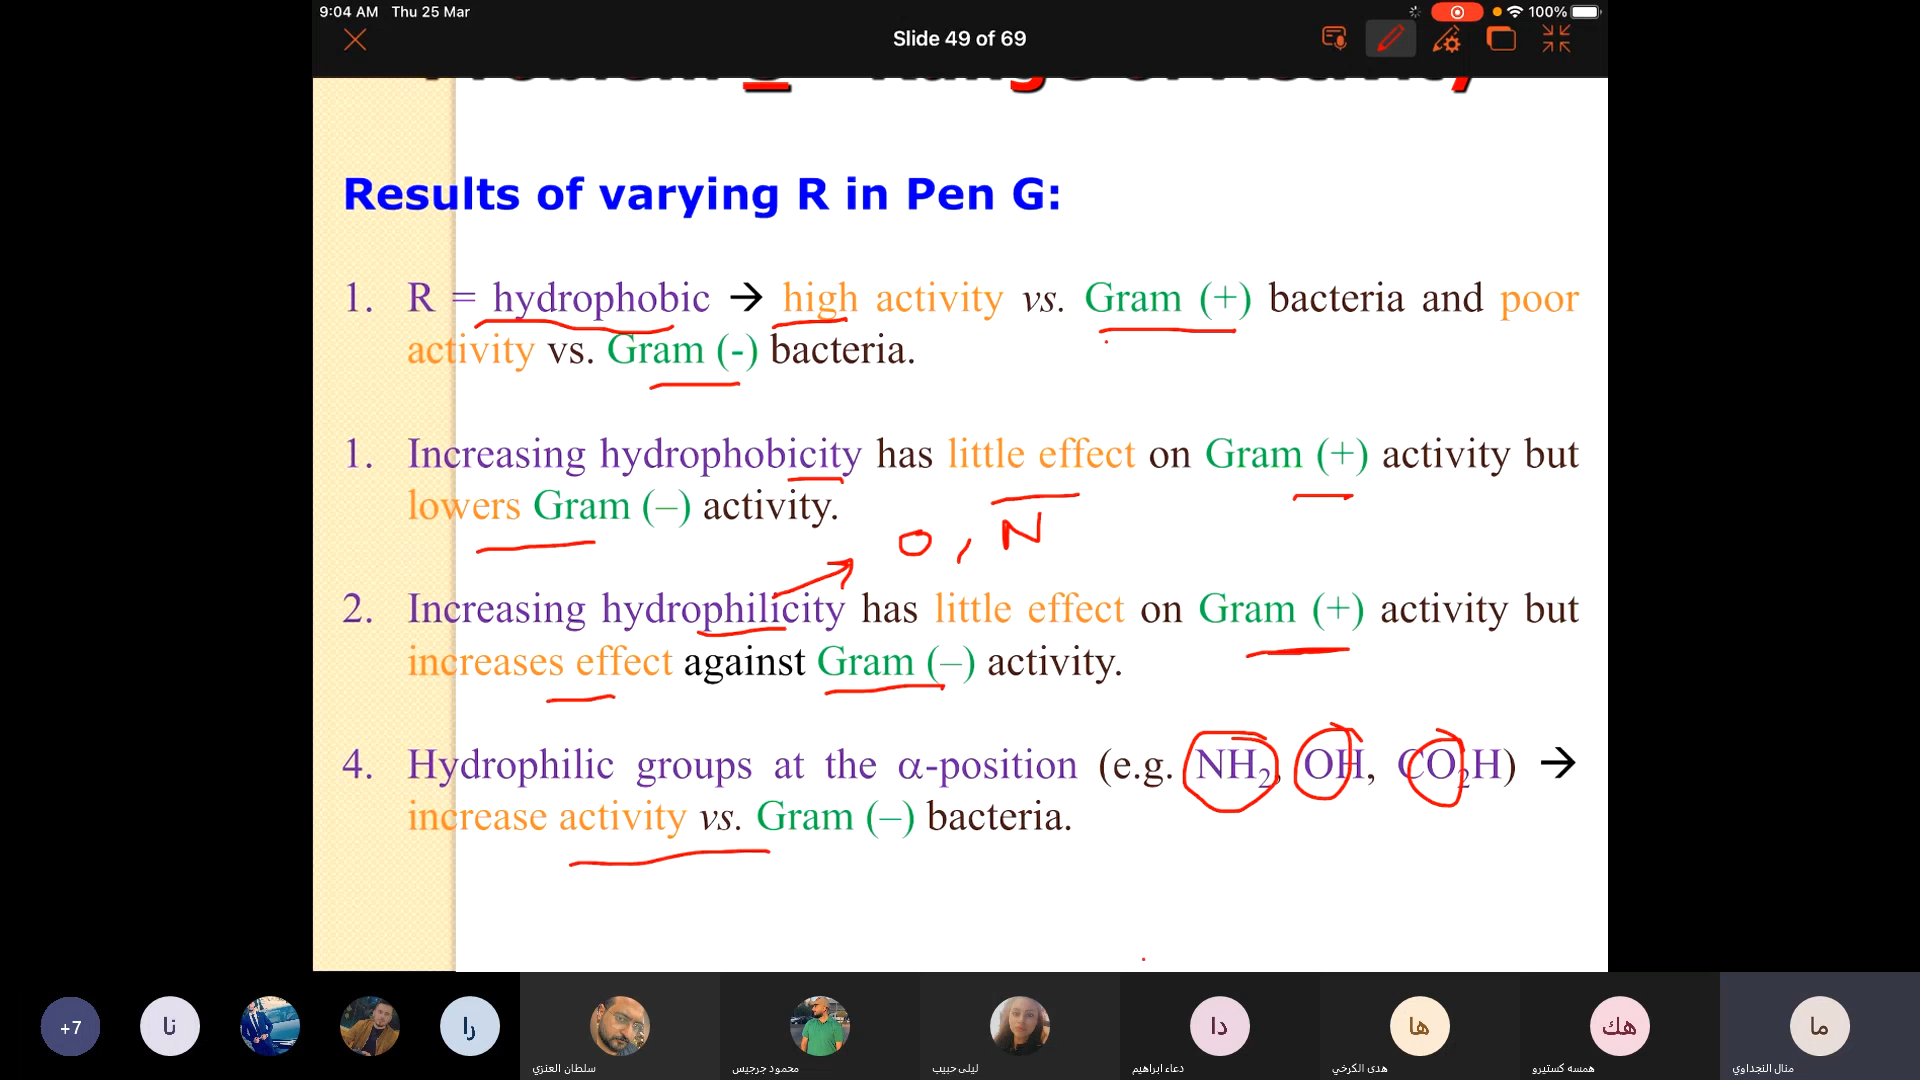 9:04 AM Thu 25 Mar
Slide 49 of 69
100%
Results of varying R in Pen G:
1. R = hydrophobic → high activity vs. Gram (+) bacteria and poor
activity vs. Gram (-) bacteria.
1. Increasing hydrophobicity has little effect on Gram (+) activity but
lowers Gram (–) activity.
O, N
2. Increasing hydrophilicity has little effect on Gram (+) activity but
increases effect against Gram (–) activity.
4. Hydrophilic groups at the α-position (e.g. NH₂, OH, CO₂H) →
increase activity vs. Gram (–) bacteria.
+7
نا
را
دا
ها
هك
ما
سلطان العنزي
محمود جرجيس
ليلى حبيب
دعاء ابراهيم
هدى الكرخي
همسه كستيرو
منال النجداوي